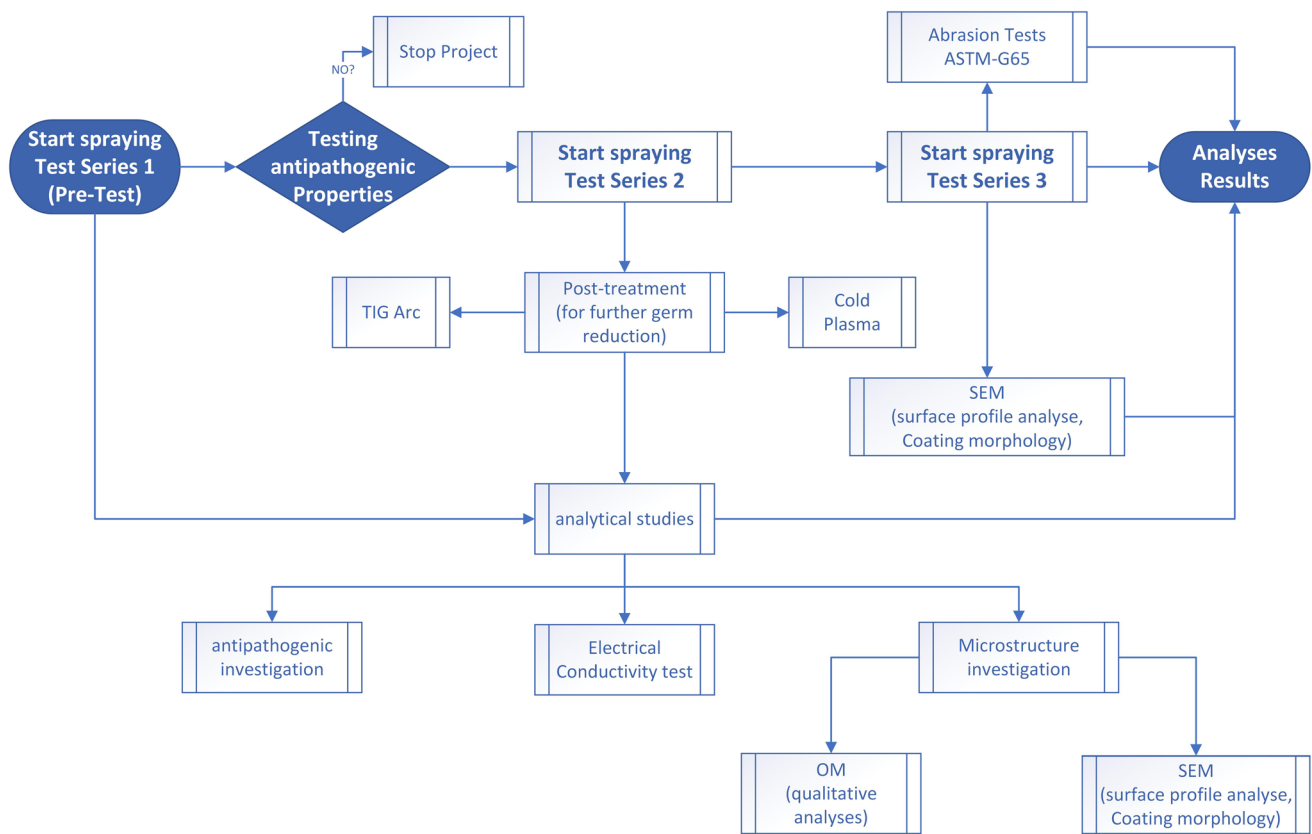 Stop Project
NO?
Abrasion Tests
ASTM-G65
Start spraying
Test Series 1
(Pre-Test)
Testing
antipathogenic
Properties
Start spraying
Test Series 2
Start spraying
Test Series 3
Analyses
Results
TIG Arc
Post-treatment
(for further germ
reduction)
Cold
Plasma
SEM
(surface profile analyse,
Coating morphology)
analytical studies
antipathogenic
investigation
Electrical
Conductivity test
Microstructure
investigation
OM
(qualitative
analyses)
SEM
(surface profile analyse,
Coating morphology)